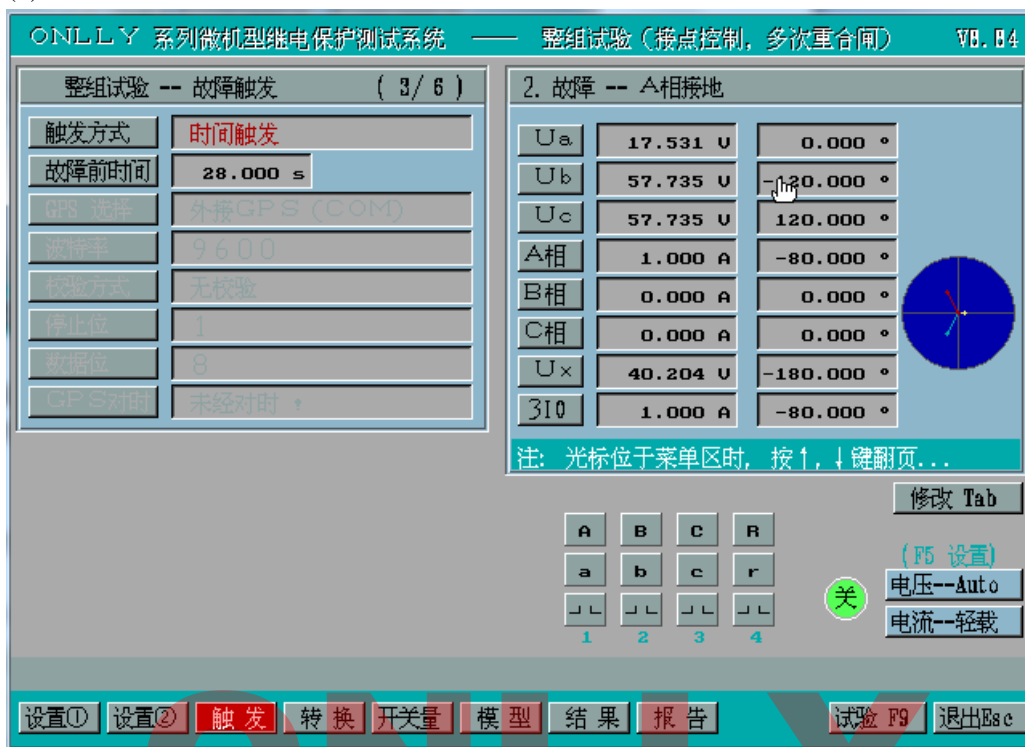 ONLLY 系列微机型继电保护测试系统 —— 整组试验(接点控制, 多次重合闸) V8.84
整组试验 -- 故障触发 ( 3/ 6 )
触发方式 时间触发
故障前时间 28.000 s
GPS 选择 外接GPS (COM)
波特率 9600
校验方式 无校验
停止位 1
数据位 8
GPS对时 未经对时 !
2. 故障 -- A相接地
Ua 17.531 V 0.000 °
Ub 57.735 V -120.000 °
Uc 57.735 V 120.000 °
A相 1.000 A -80.000 °
B相 0.000 A 0.000 °
C相 0.000 A 0.000 °
Ux 40.204 V -180.000 °
3I0 1.000 A -80.000 °
注: 光标位于菜单区时, 按↑,↓键翻页...
修改 Tab
A B C R
a b c r
1 2 3 4
关
(F5 设置)
电压--Auto
电流--轻载
设置① 设置② 触 发 转 换 开关量 模 型 结 果 报 告 试验 F9 退出Esc
ONLLY